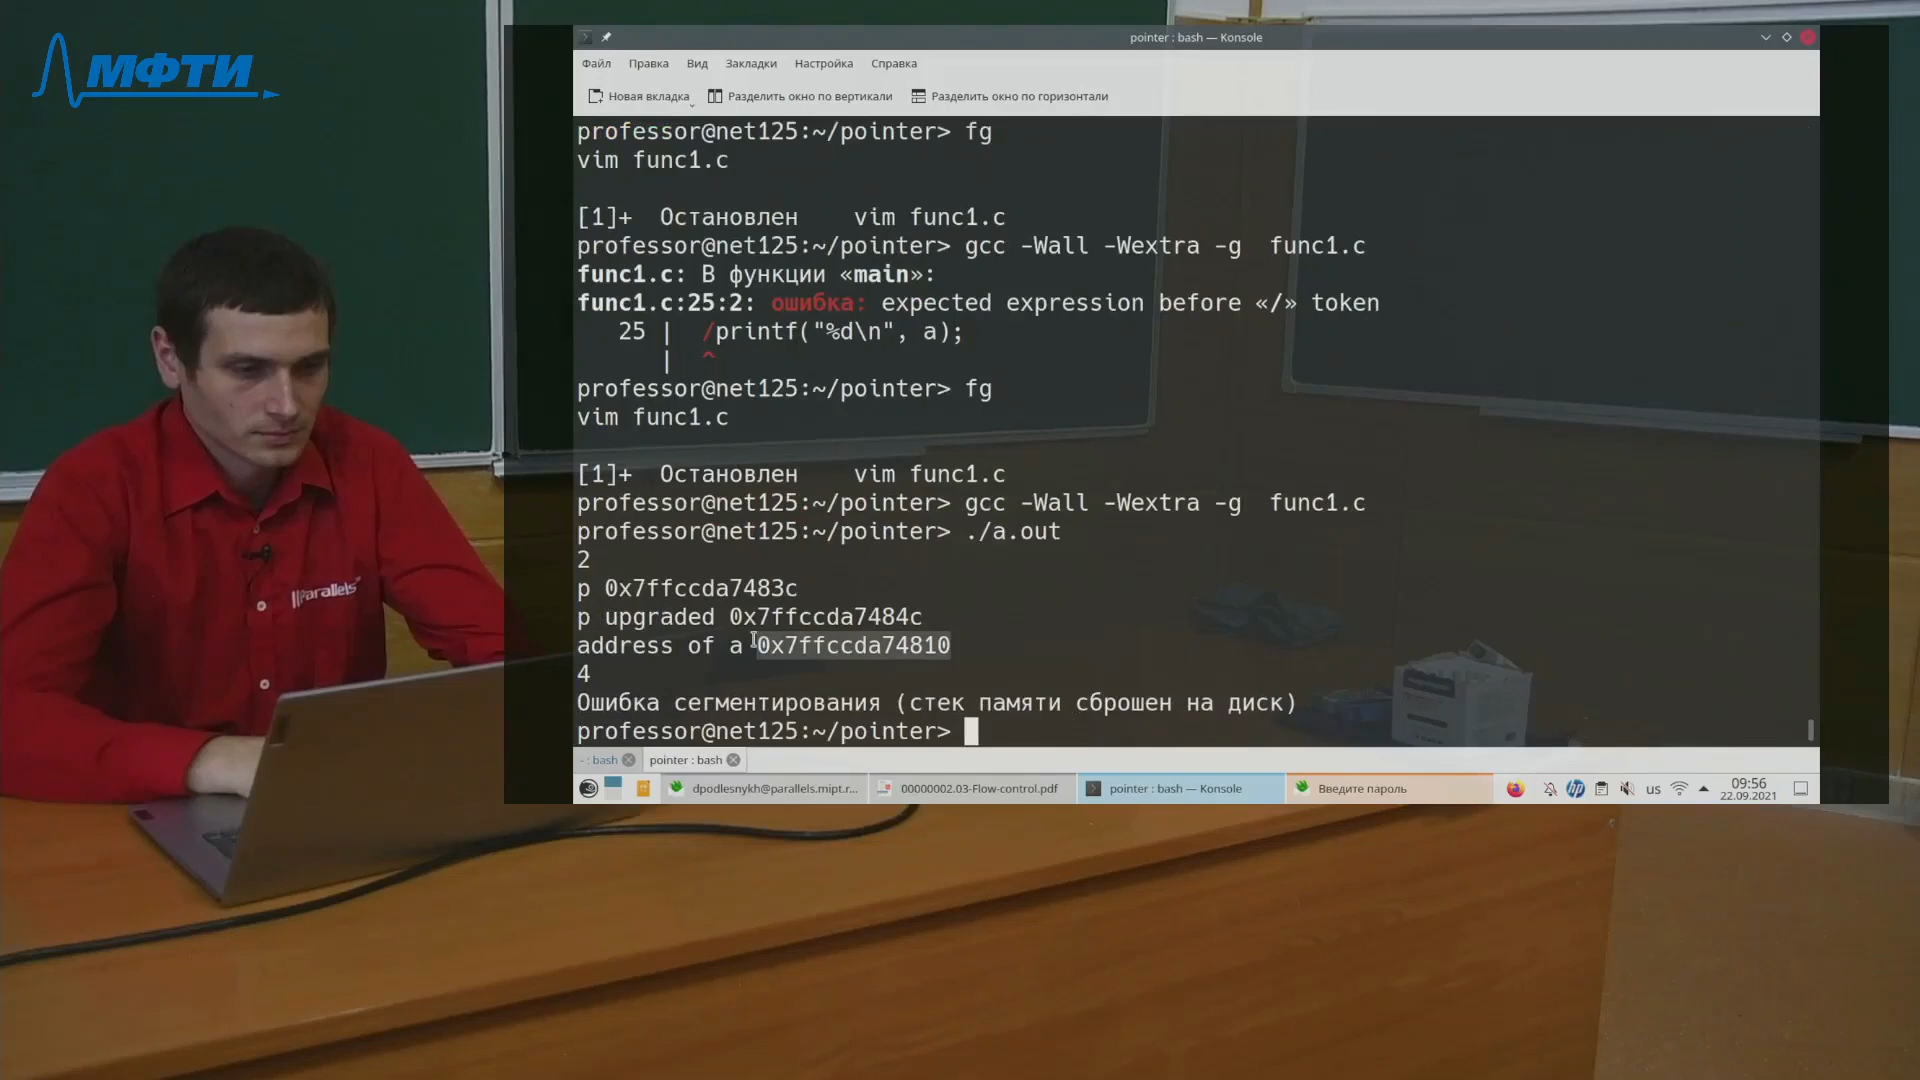 МФТИ
||Parallels
pointer : bash — Konsole
Файл Правка Вид Закладки Настройка Справка
Новая вкладка Разделить окно по вертикали Разделить окно по горизонтали
professor@net125:~/pointer> fg
vim func1.c
[1]+ Остановлен vim func1.c
professor@net125:~/pointer> gcc -Wall -Wextra -g func1.c
func1.c: В функции «main»:
func1.c:25:2: ошибка: expected expression before «/» token
25 | /printf("%d\n", a);
| ^
professor@net125:~/pointer> fg
vim func1.c
[1]+ Остановлен vim func1.c
professor@net125:~/pointer> gcc -Wall -Wextra -g func1.c
professor@net125:~/pointer> ./a.out
2
p 0x7ffccda7483c
p upgraded 0x7ffccda7484c
address of a 0x7ffccda74810
4
Ошибка сегментирования (стек памяти сброшен на диск)
professor@net125:~/pointer>
- : bash pointer : bash
dpodlesnykh@parallels.mipt.r... 00000002.03-Flow-control.pdf pointer : bash — Konsole Введите пароль us 09:56
22.09.2021